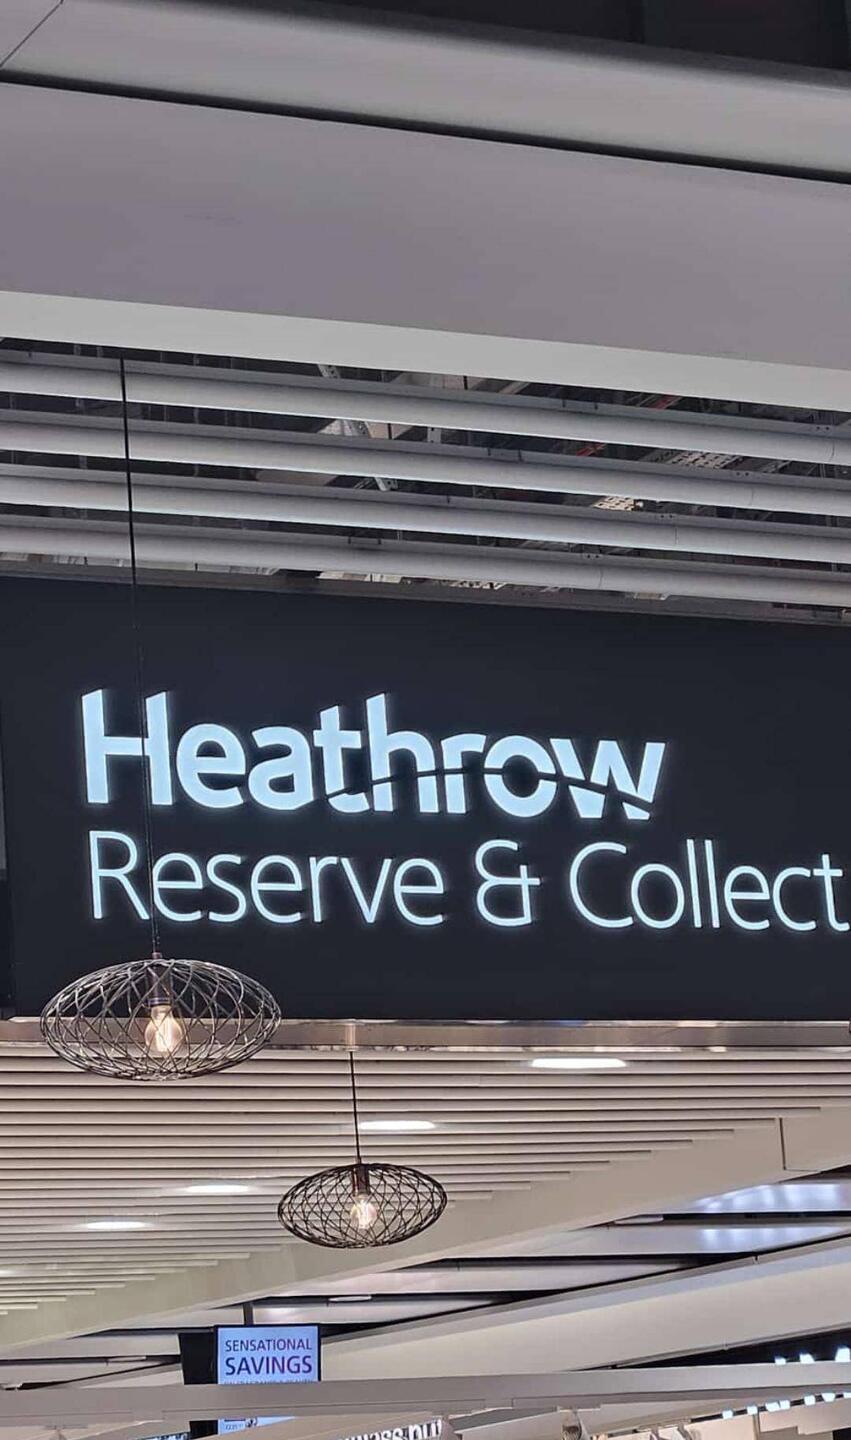 Heathrow
Reserve & Collect
SENSATIONAL
SAVINGS